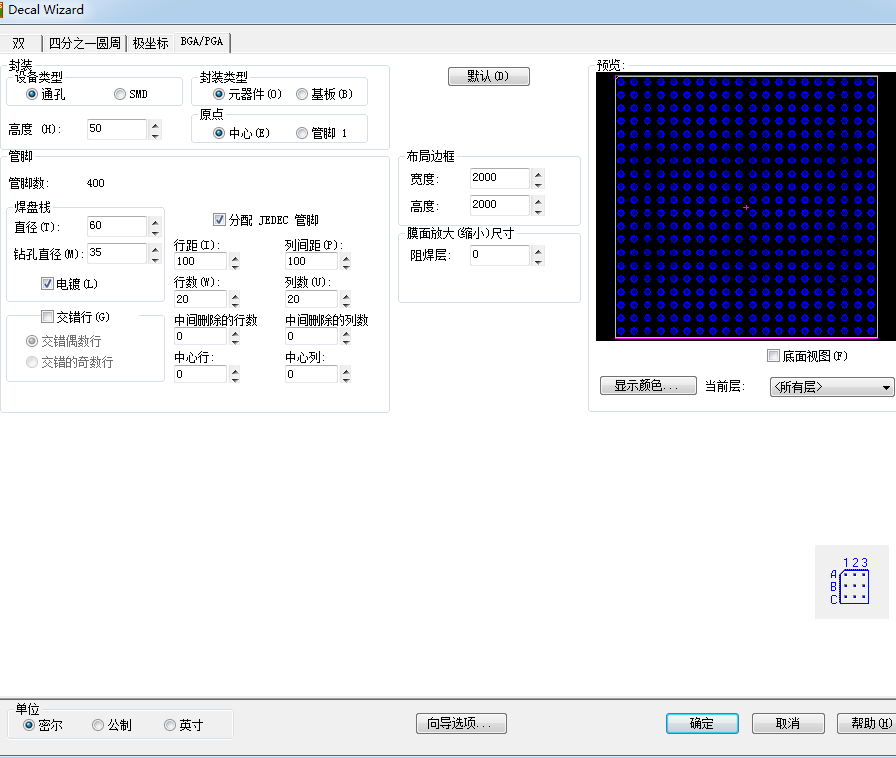 Decal Wizard
双 四分之一圆周 极坐标 BGA/PGA
封装
设备类型
通孔 SMD
高度 (H): 50
封装类型
元器件(O) 基板(B)
原点
中心(E) 管脚 1
默认(D)
管脚
管脚数: 400
焊盘栈
直径(T): 60
钻孔直径(M): 35
电镀(L)
交错行(G)
交错偶数行
交错的奇数行
分配 JEDEC 管脚
行距(I): 列间距(P):
100 100
行数(W): 列数(U):
20 20
中间删除的行数 中间删除的列数
0 0
中心行: 中心列:
0 0
布局边框
宽度: 2000
高度: 2000
膜面放大(缩小)尺寸
阻焊层: 0
预览:
底面视图(F)
显示颜色... 当前层: <所有层>
1 2 3
A
B
C
单位
密尔 公制 英寸
向导选项... 确定 取消 帮助(H)